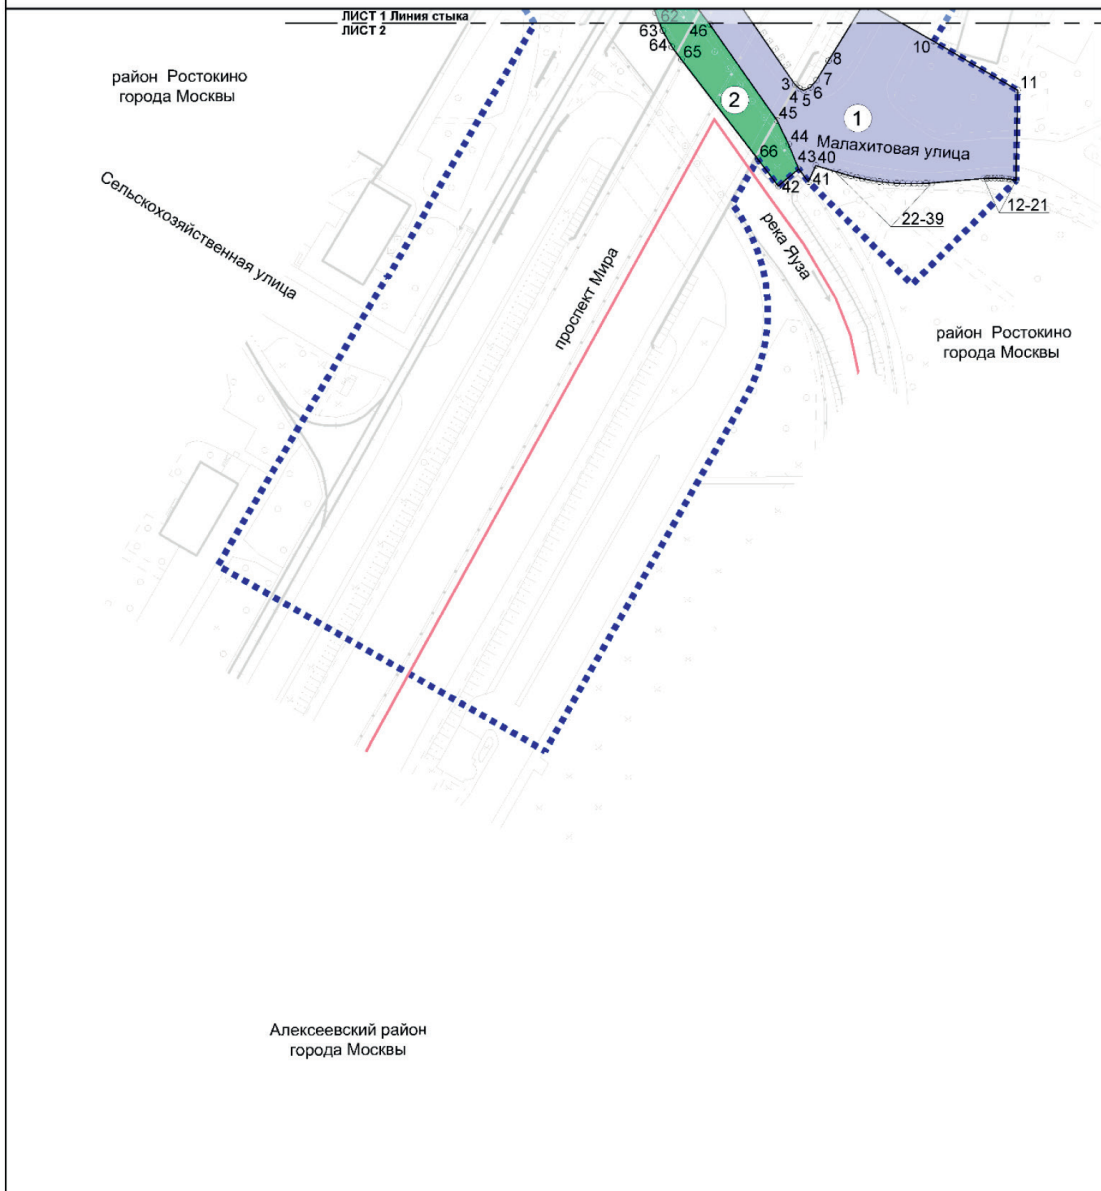 ЛИСТ 1 Линия стыка
ЛИСТ 2
район Ростокино
города Москвы
62
46
63
64
65
10
8
7
6
5
4
3
11
2
1
45
44
Малахитовая улица
43
40
66
42
41
22-39
12-21
Сельскохозяйственная улица
проспект Мира
река Яуза
район Ростокино
города Москвы
Алексеевский район
города Москвы